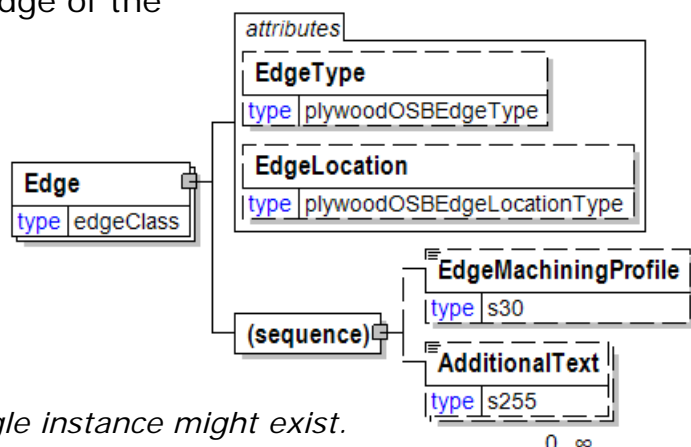 dge of the
attributes
EdgeType
type plywoodOSBEdgeType
EdgeLocation
type plywoodOSBEdgeLocationType
Edge
type edgeClass
EdgeMachiningProfile
type s30
(sequence)
AdditionalText
type s255
gle instance might exist.
0 ∞